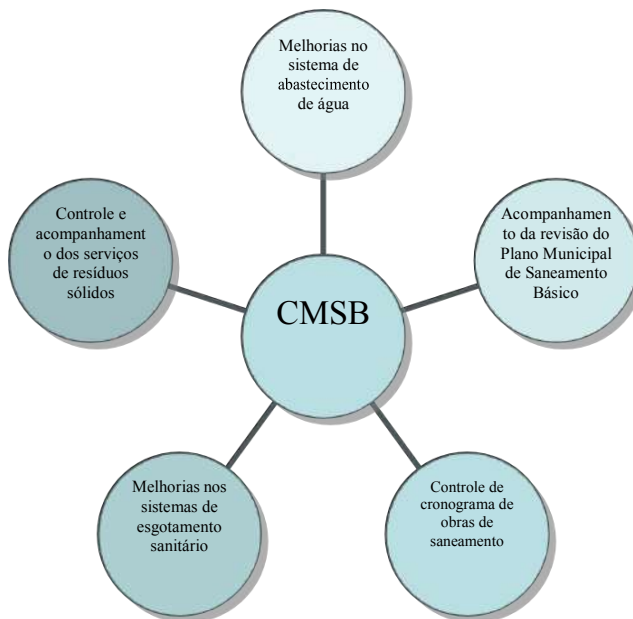 Melhorias no
sistema de
abastecimento
de água
Controle e
acompanhament
o dos serviços
de resíduos
sólidos
Acompanhamen
to da revisão do
Plano Municipal
de Saneamento
Básico
CMSB
Melhorias nos
sistemas de
esgotamento
sanitário
Controle de
cronograma de
obras de
saneamento